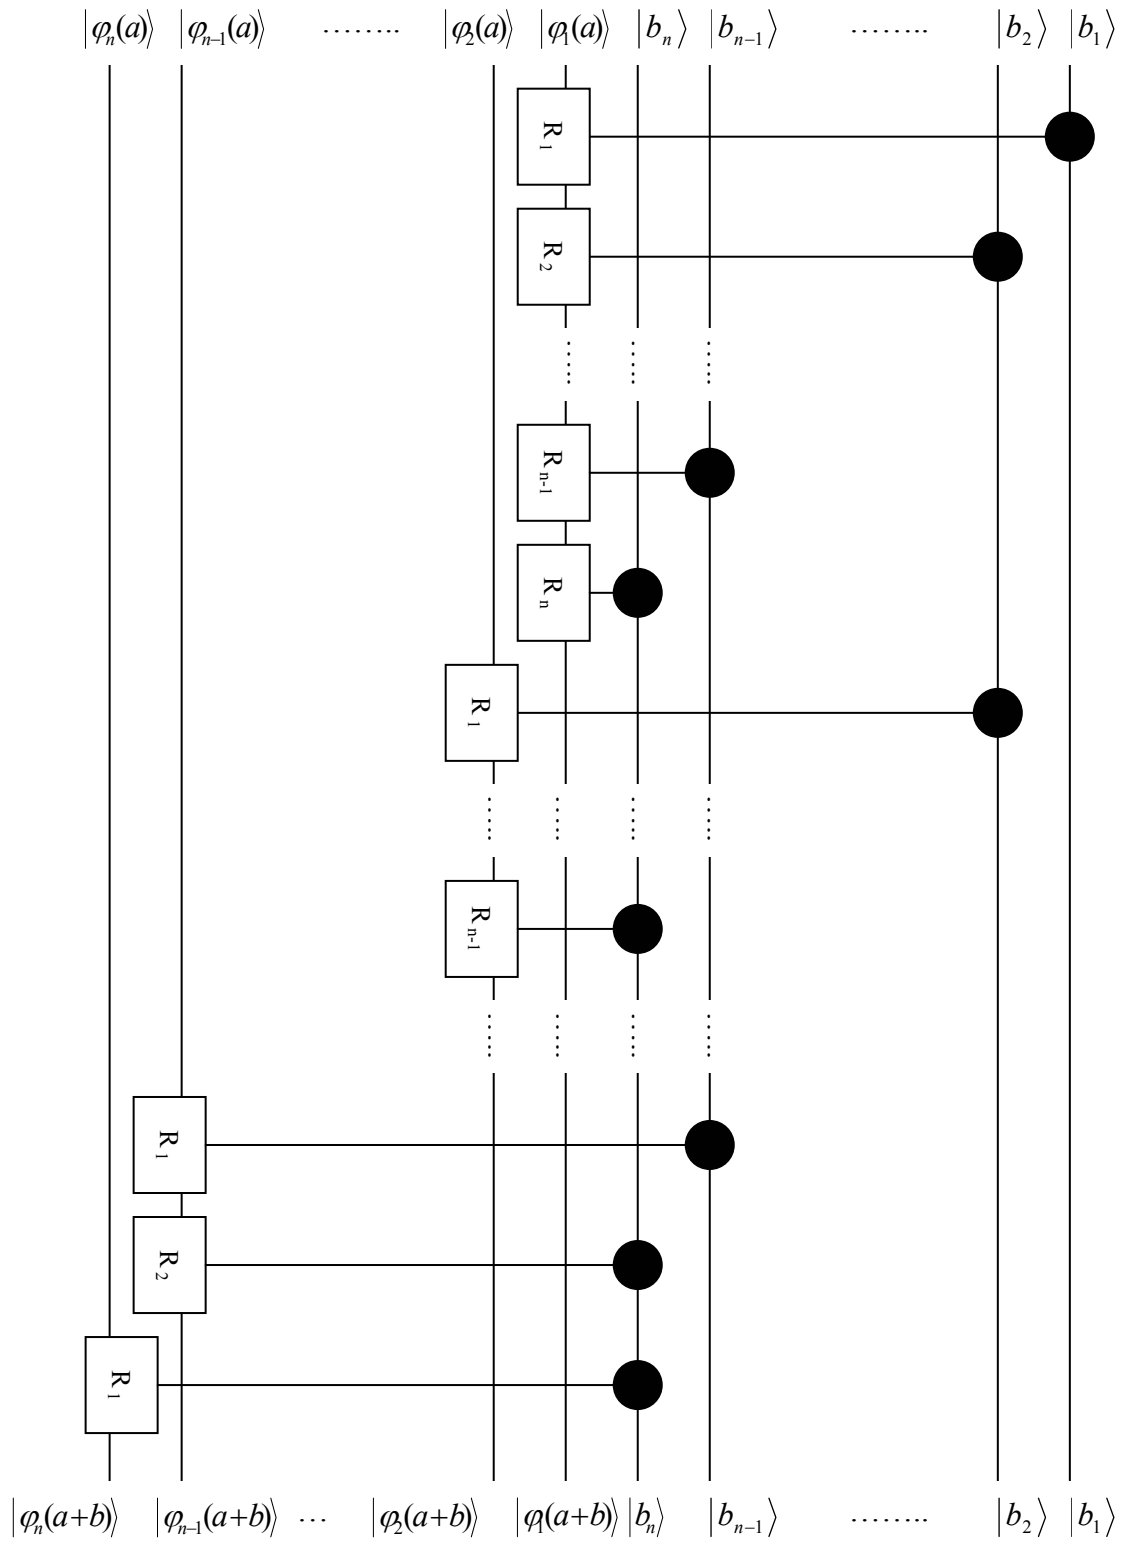 |φₙ(a)⟩ |φₙ₋₁(a)⟩ ........ |φ₂(a)⟩ |φ₁(a)⟩ |bₙ⟩ |bₙ₋₁⟩ ........ |b₂⟩ |b₁⟩
R₁
R₂
...... ...... ......
Rₙ₋₁
Rₙ
R₁
...... ...... ...... ......
Rₙ₋₁
...... ...... ...... ......
R₁
R₂
R₁
|φₙ(a+b)⟩ |φₙ₋₁(a+b)⟩ ... |φ₂(a+b)⟩ |φ₁(a+b)⟩ |bₙ⟩ |bₙ₋₁⟩ ........ |b₂⟩ |b₁⟩